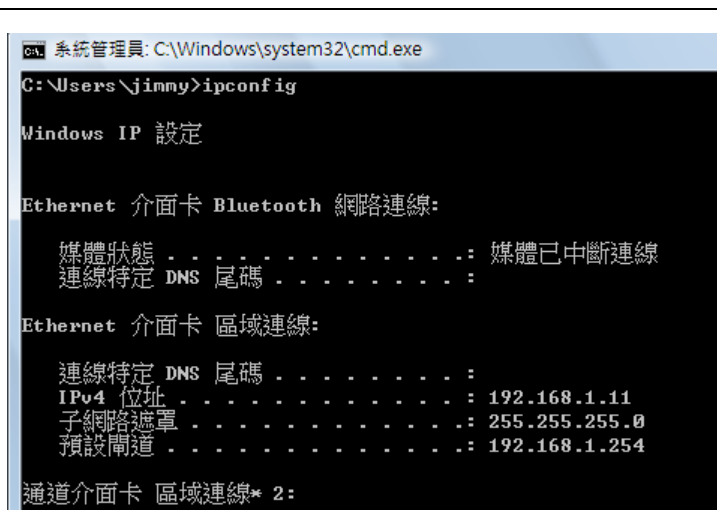 系統管理員: C:\Windows\system32\cmd.exe
C:\Users\jimmy>ipconfig
Windows IP 設定
Ethernet 介面卡 Bluetooth 網路連線:
媒體狀態 . . . . . . . . . . . . .: 媒體已中斷連線
連線特定 DNS 尾碼 . . . . . . . . :
Ethernet 介面卡 區域連線:
連線特定 DNS 尾碼 . . . . . . . . :
IPv4 位址 . . . . . . . . . . . . : 192.168.1.11
子網路遮罩 . . . . . . . . . . . .: 255.255.255.0
預設閘道 . . . . . . . . . . . . .: 192.168.1.254
通道介面卡 區域連線* 2: